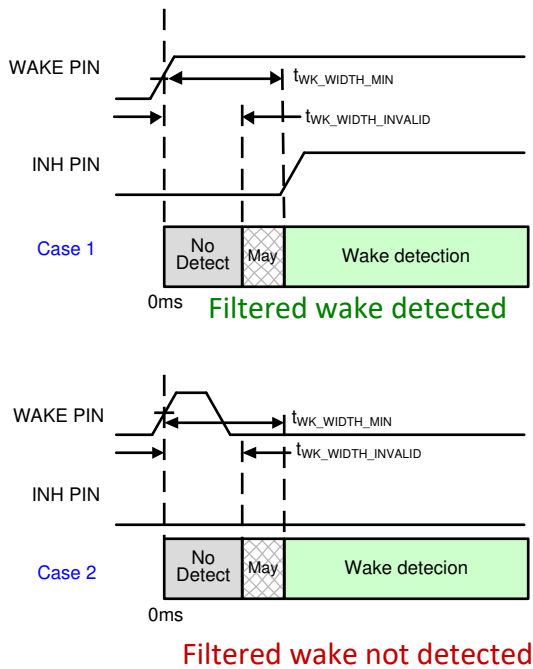 WAKE PIN
tWK_WIDTH_MIN
tWK_WIDTH_INVALID
INH PIN
Case 1
No
Detect
May
Wake detection
0ms
Filtered wake detected
WAKE PIN
tWK_WIDTH_MIN
tWK_WIDTH_INVALID
INH PIN
Case 2
No
Detect
May
Wake detecion
0ms
Filtered wake not detected